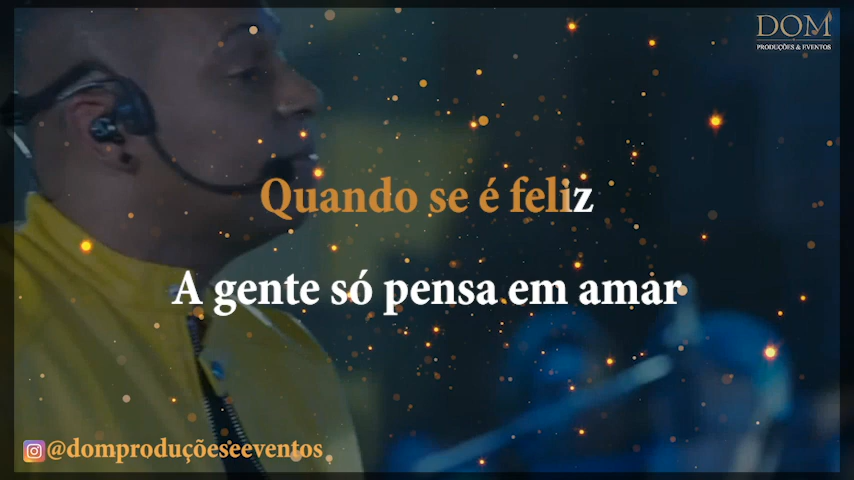 DOM
PRODUÇÕES & EVENTOS
Quando se é feliz
A gente só pensa em amar
@domproduçõeseeventos